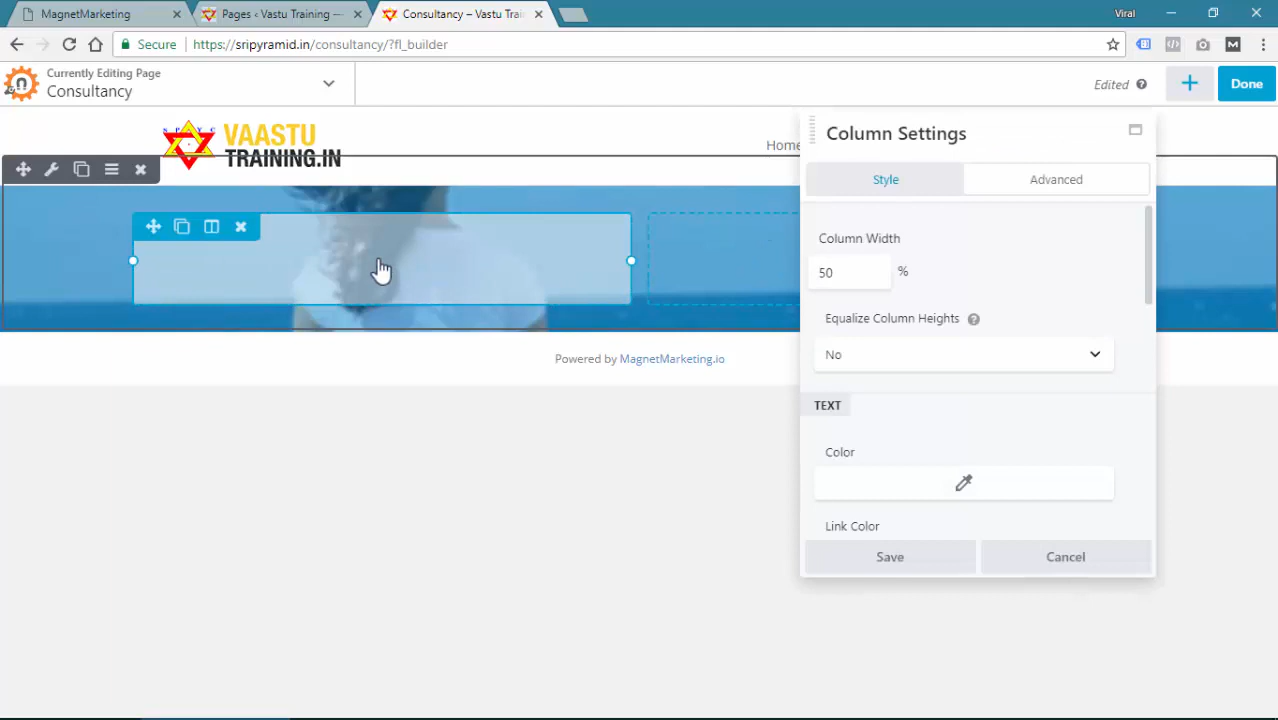 MagnetMarketing
Pages ‹ Vastu Training —
Consultancy – Vastu Trai
Viral
Secure
https://sripyramid.in/consultancy/?fl_builder
Currently Editing Page
Consultancy
Edited
Done
S P Y C
VAASTU
TRAINING.IN
Home
Column Settings
Style
Advanced
Column Width
50
%
Equalize Column Heights
No
TEXT
Color
Link Color
Save
Cancel
Powered by MagnetMarketing.io